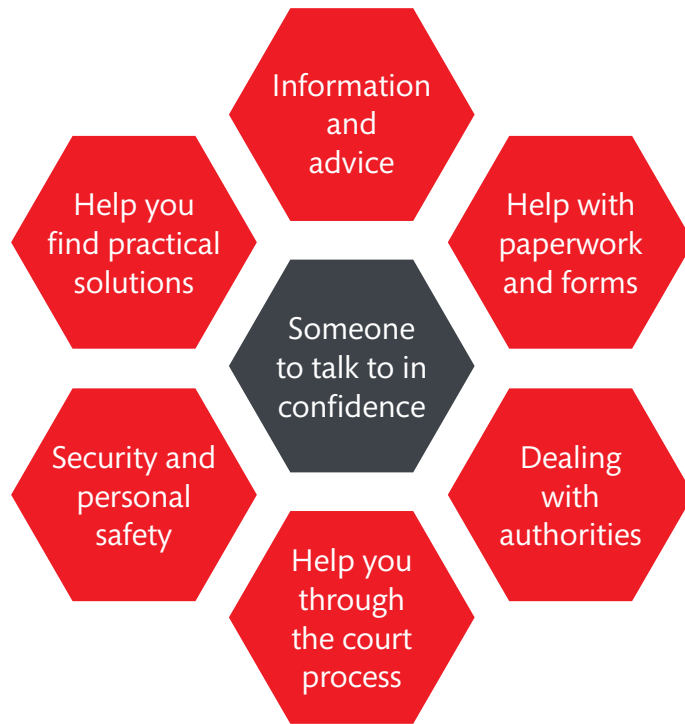 Information
and
advice
Help you
find practical
solutions
Help with
paperwork
and forms
Someone
to talk to in
confidence
Security and
personal
safety
Dealing
with
authorities
Help you
through
the court
process